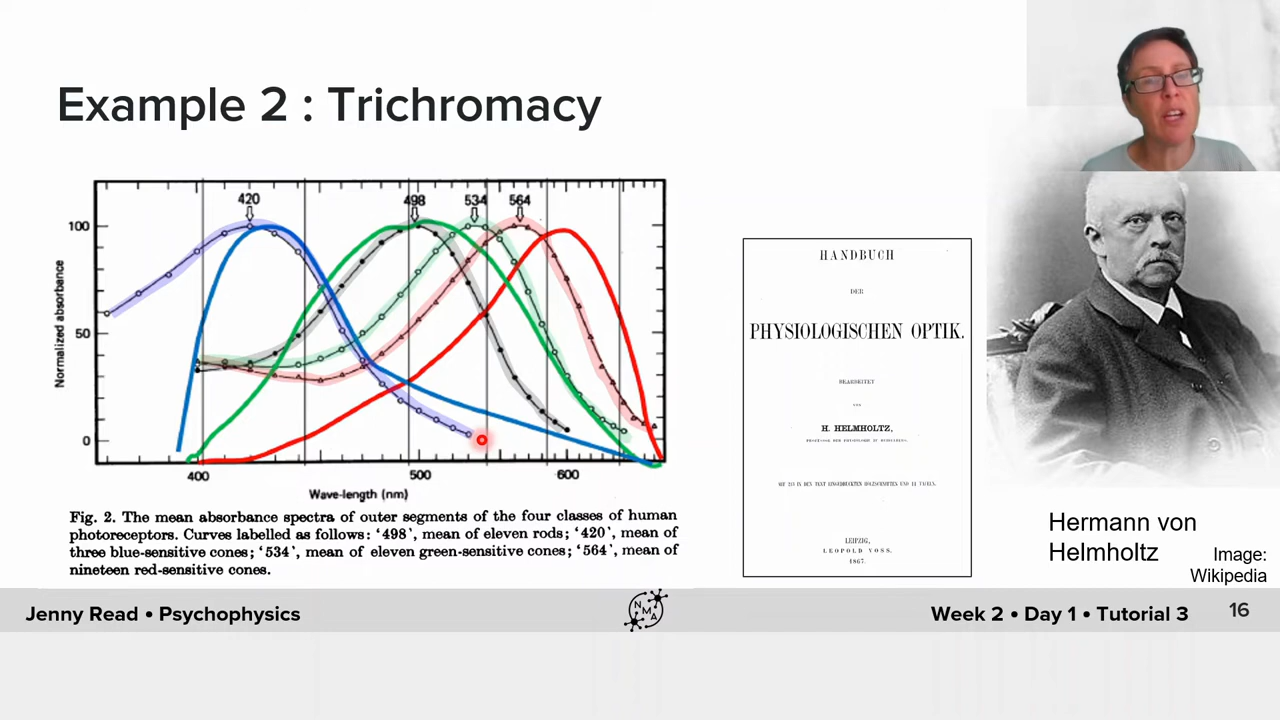 Example 2 : Trichromacy
420
498
534
564
100
50
0
Normalized absorbance
400
500
600
Wave-length (nm)
Fig. 2. The mean absorbance spectra of outer segments of the four classes of human
photoreceptors. Curves labelled as follows: ‘498’, mean of eleven rods; ‘420’, mean of
three blue-sensitive cones; ‘534’, mean of eleven green-sensitive cones; ‘564’, mean of
nineteen red-sensitive cones.
HANDBUCH
DER
PHYSIOLOGISCHEN OPTIK.
BEARBEITET
VON
H. HELMHOLTZ,
LEIPZIG,
LEOPOLD VOSS.
1867.
Hermann von
Helmholtz
Image:
Wikipedia
Jenny Read • Psychophysics
N
M
A
Week 2 • Day 1 • Tutorial 3
16